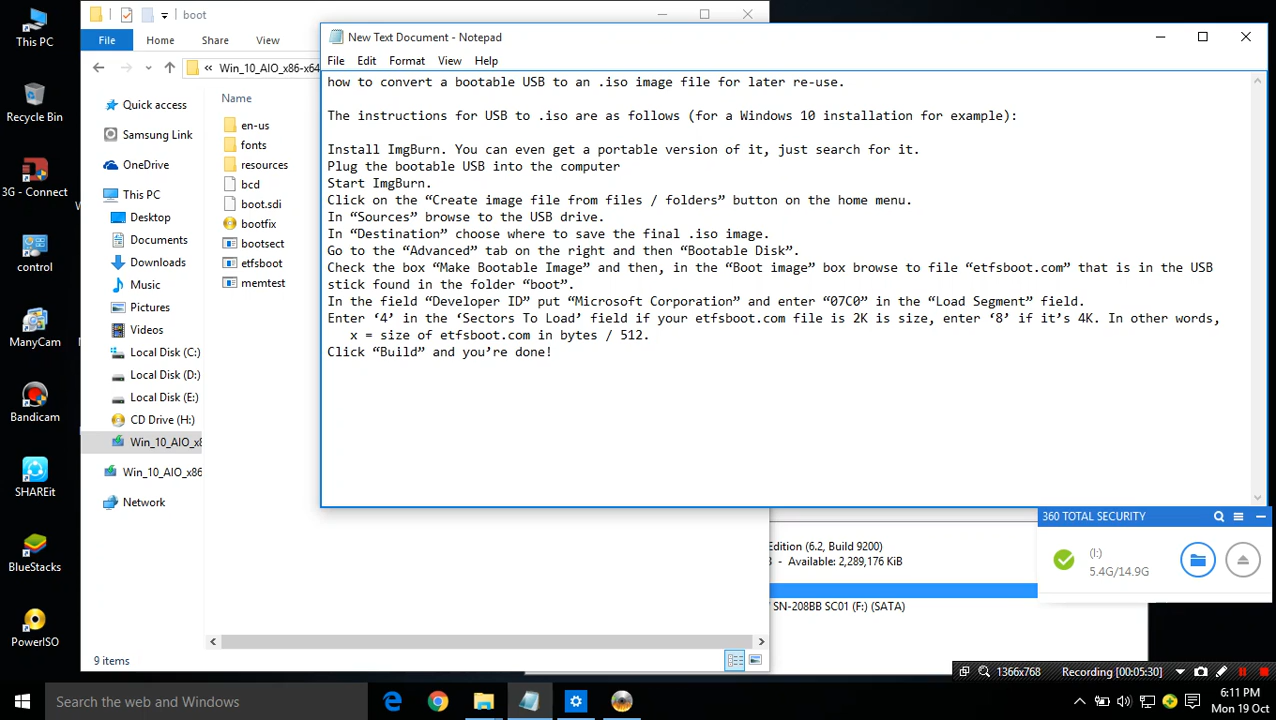 This PC
Recycle Bin
3G - Connect
control
ManyCam
Bandicam
SHAREit
BlueStacks
PowerISO
boot
File Home Share View
« Win_10_AIO_x86-x64
Name
Quick access
Samsung Link
OneDrive
This PC
Desktop
Documents
Downloads
Music
Pictures
Videos
Local Disk (C:)
Local Disk (D:)
Local Disk (E:)
CD Drive (H:)
Win_10_AIO_x8
Win_10_AIO_x86
Network
en-us
fonts
resources
bcd
boot.sdi
bootfix
bootsect
etfsboot
memtest
9 items
New Text Document - Notepad
File Edit Format View Help
how to convert a bootable USB to an .iso image file for later re-use.
The instructions for USB to .iso are as follows (for a Windows 10 installation for example):
Install ImgBurn. You can even get a portable version of it, just search for it.
Plug the bootable USB into the computer
Start ImgBurn.
Click on the “Create image file from files / folders” button on the home menu.
In “Sources” browse to the USB drive.
In “Destination” choose where to save the final .iso image.
Go to the “Advanced” tab on the right and then “Bootable Disk”.
Check the box “Make Bootable Image” and then, in the “Boot image” box browse to file “etfsboot.com” that is in the USB
stick found in the folder “boot”.
In the field “Developer ID” put “Microsoft Corporation” and enter “07C0” in the “Load Segment” field.
Enter ‘4’ in the ‘Sectors To Load’ field if your etfsboot.com file is 2K is size, enter ‘8’ if it’s 4K. In other words,
x = size of etfsboot.com in bytes / 512.
Click “Build” and you’re done!
Edition (6.2, Build 9200)
- Available: 2,289,176 KiB
SN-208BB SC01 (F:) (SATA)
360 TOTAL SECURITY
(I:)
5.4G/14.9G
1366x768 Recording [00:05:30]
Search the web and Windows
6:11 PM
Mon 19 Oct